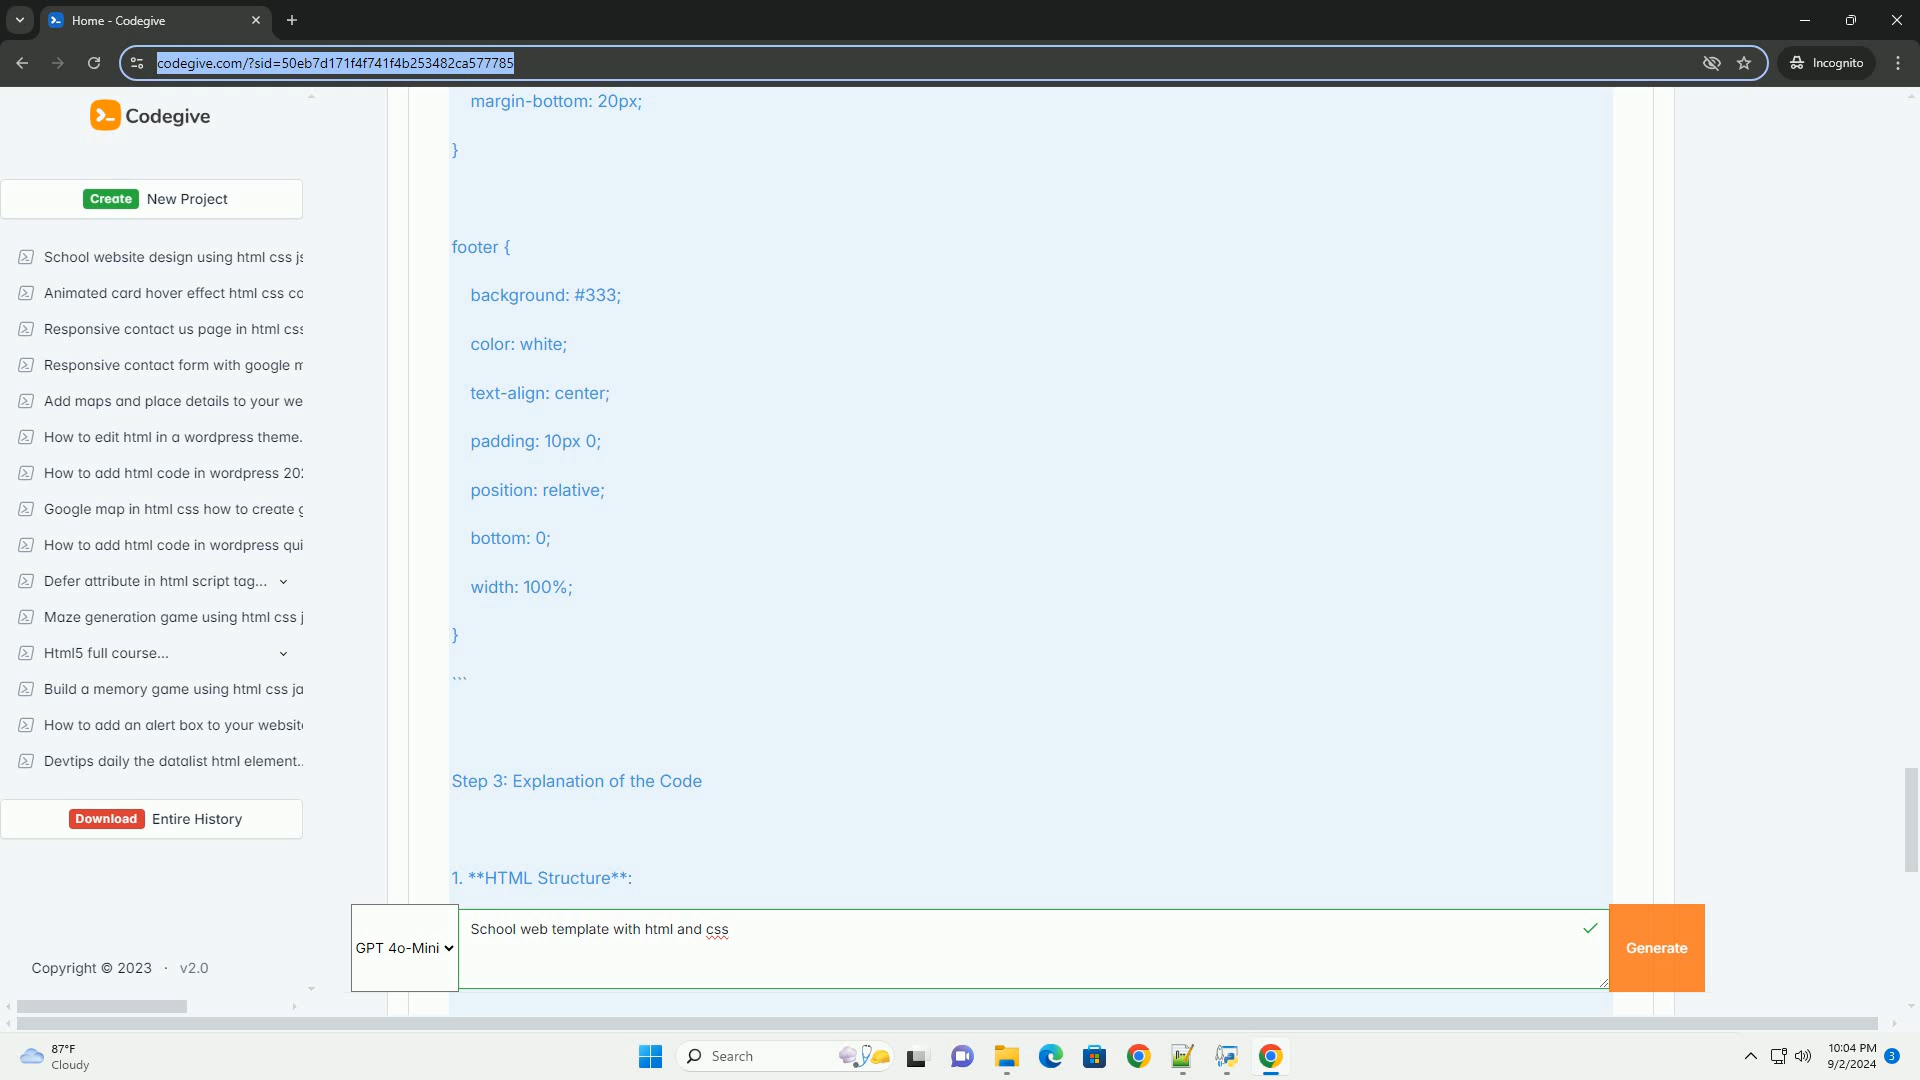 Home - Codegive
codegive.com/?sid=50eb7d171f4f741f4b253482ca577785
Incognito
Codegive
Create New Project
School website design using html css js
Animated card hover effect html css co
Responsive contact us page in html css
Responsive contact form with google m
Add maps and place details to your we
How to edit html in a wordpress theme.
How to add html code in wordpress 202
Google map in html css how to create g
How to add html code in wordpress qui
Defer attribute in html script tag...
Maze generation game using html css j
Html5 full course...
Build a memory game using html css ja
How to add an alert box to your website
Devtips daily the datalist html element..
Download Entire History
Copyright © 2023 · v2.0
margin-bottom: 20px;
}
footer {
background: #333;
color: white;
text-align: center;
padding: 10px 0;
position: relative;
bottom: 0;
width: 100%;
}
```
Step 3: Explanation of the Code
1. **HTML Structure**:
GPT 4o-Mini
School web template with html and css
Generate
87°F
Cloudy
Search
10:04 PM
9/2/2024
3